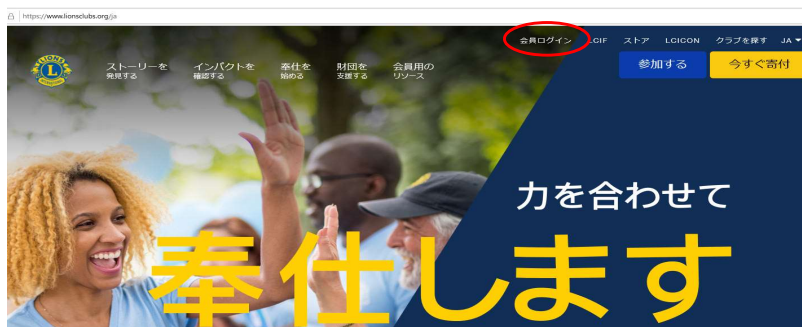 https://www.lionsclubs.org/ja
会員ログイン LCIF ストア LCICON クラブを探す JA
ストーリーを発見する
インパクトを確認する
奉仕を始める
財団を支援する
会員用のリソース
参加する 今すぐ寄付
LIONS
L
力を合わせて
奉仕します